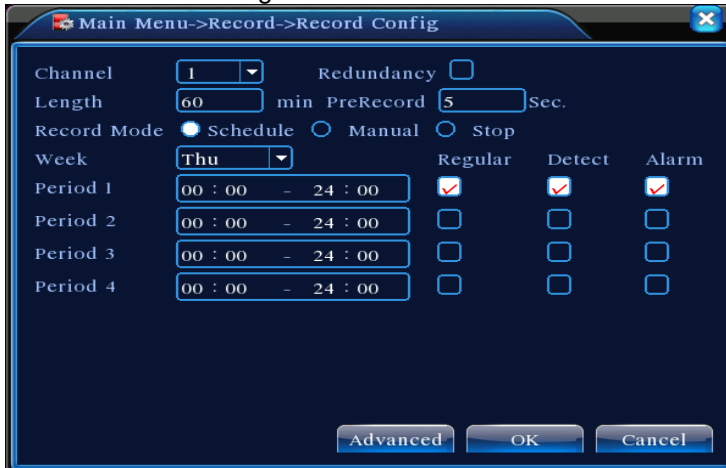 Main Menu->Record->Record Config
Channel 1 Redundancy
Length 60 min PreRecord 5 Sec.
Record Mode Schedule Manual Stop
Week Thu Regular Detect Alarm
Period 1 00 : 00 - 24 : 00
Period 2 00 : 00 - 24 : 00
Period 3 00 : 00 - 24 : 00
Period 4 00 : 00 - 24 : 00
Advanced OK Cancel